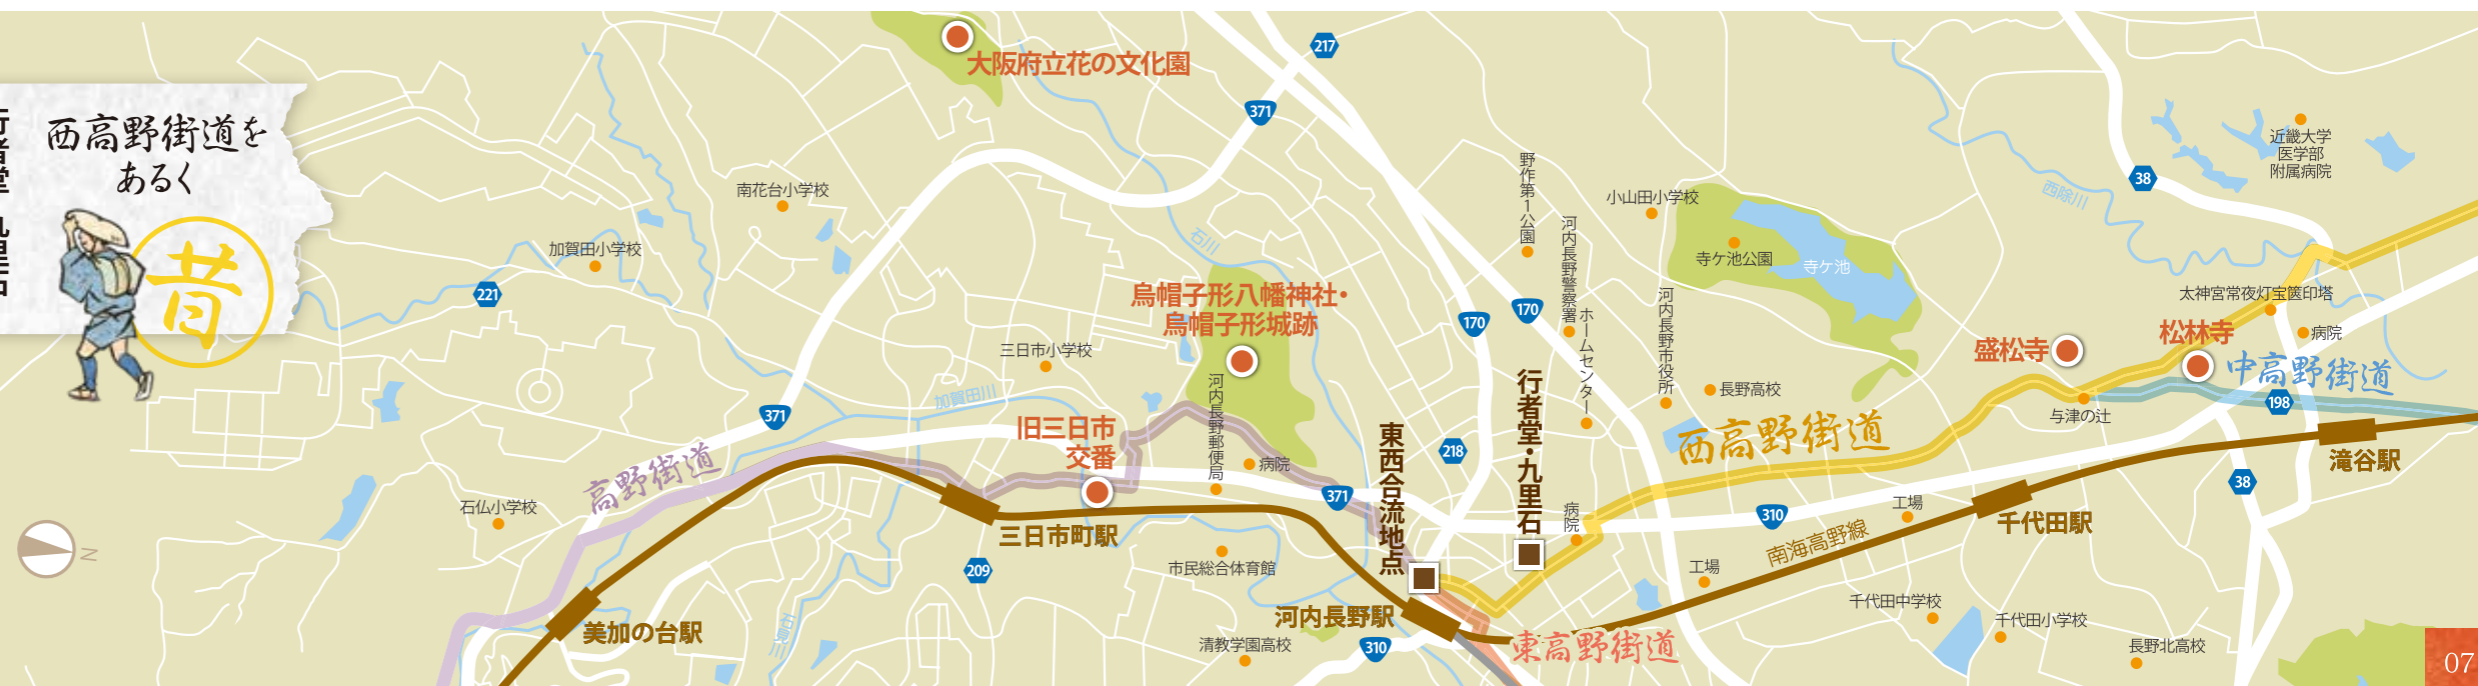 西高野街道を
あるく
昔
大阪府立花の文化園
217
371
南花台小学校
加賀田小学校
221
石川
烏帽子形八幡神社・
烏帽子形城跡
三日市小学校
河内長野郵便局
加賀田川
371
旧三日市
交番
病院
高野街道
石仏小学校
N
三日市町駅
209
市民総合体育館
美加の台駅
清教学園高校
河内長野駅
310
371
東西合流地点
218
170
170
行者堂・九里石
野作第1公園
河内長野警察署
ホームセンター
病院
小山田小学校
寺ケ池公園
寺ケ池
河内長野市役所
長野高校
西高野街道
310
工場
南海高野線
工場
東高野街道
千代田駅
千代田中学校
千代田小学校
長野北高校
38
西除川
近畿大学
医学部
附属病院
太神宮常夜灯宝篋印塔
病院
松林寺
盛松寺
中高野街道
198
与津の辻
滝谷駅
38
07